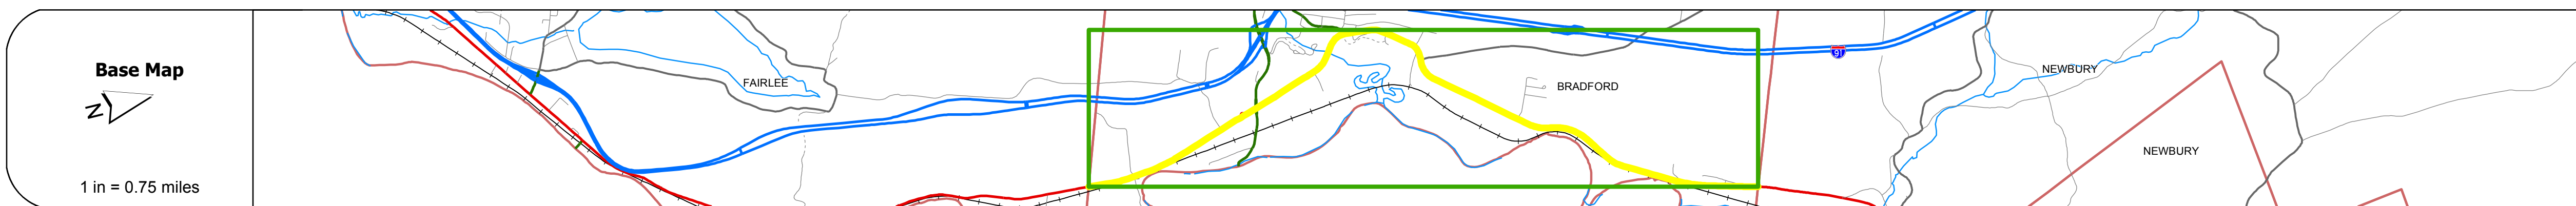 Base Map
N
1 in = 0.75 miles
FAIRLEE
BRADFORD
91
NEWBURY
NEWBURY